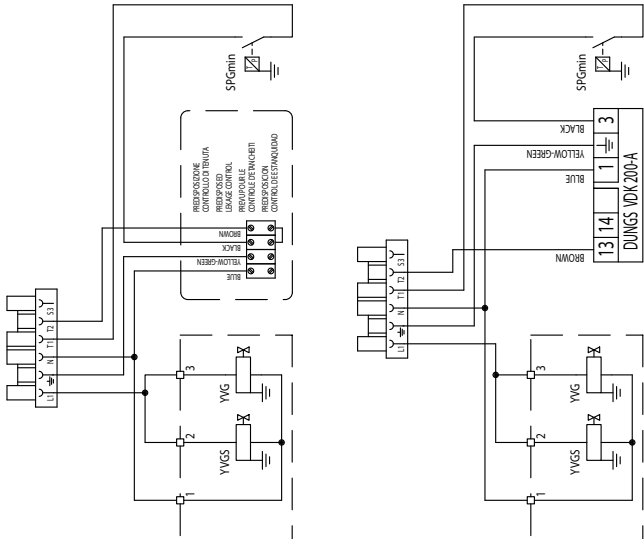 SPGmin
T P
PREDISPOSIZIONE
CONTROLLO DI TENUTA
PREDISPOSED
LEKAGE CONTROL
PREVU POUR LE
CONTROLE D'ETANCHEITI
PREDISPOSICION
CONTROL DE ESTANQUIDAD
BROWN
BLACK
YELLOW-GREEN
BLUE
S3
T2
T1
N
L1
3
YVG
2
YVGS
1
SPGmin
T P
BLACK
3
YELLOW-GREEN
BLUE
1
14
13
BROWN
DUNGS VDK 200-A
S3
T2
T1
N
L1
3
YVG
2
YVGS
1